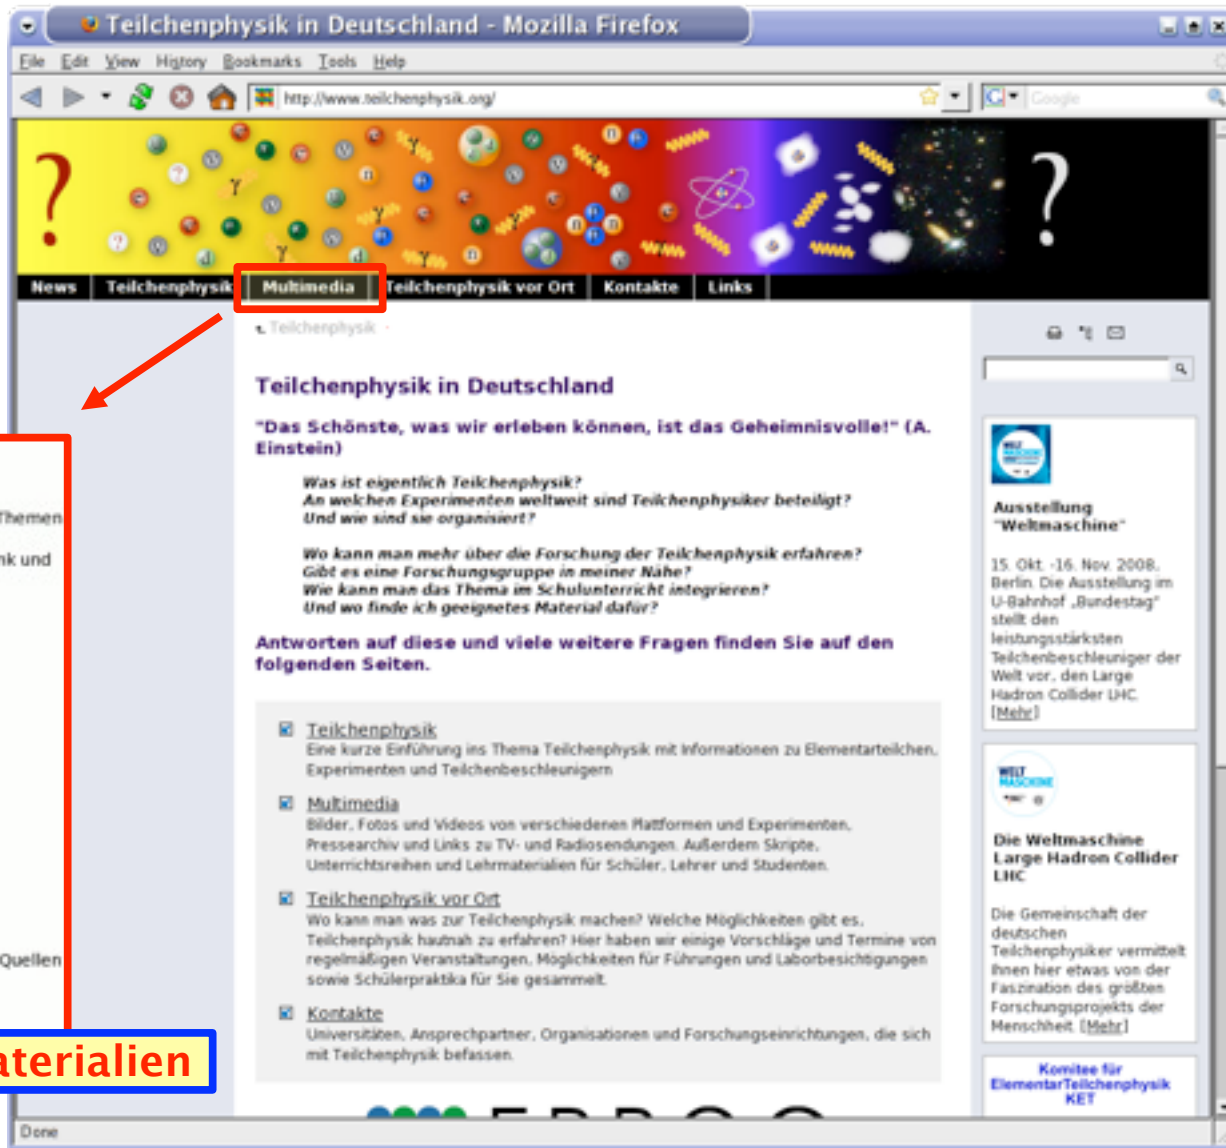 Teilchenphysik in Deutschland - Mozilla Firefox
File Edit View History Bookmarks Tools Help
http://www.teilchenphysik.org/
Google
? ?
News Teilchenphysik Multimedia Teilchenphysik vor Ort Kontakte Links
Teilchenphysik
Teilchenphysik in Deutschland
"Das Schönste, was wir erleben können, ist das Geheimnisvolle!" (A.
Einstein)
Was ist eigentlich Teilchenphysik?
An welchen Experimenten weltweit sind Teilchenphysiker beteiligt?
Und wie sind sie organisiert?
Wo kann man mehr über die Forschung der Teilchenphysik erfahren?
Gibt es eine Forschungsgruppe in meiner Nähe?
Wie kann man das Thema im Schulunterricht integrieren?
Und wo finde ich geeignetes Material dafür?
Antworten auf diese und viele weitere Fragen finden Sie auf den
folgenden Seiten.
Teilchenphysik
Eine kurze Einführung ins Thema Teilchenphysik mit Informationen zu Elementarteilchen,
Experimenten und Teilchenbeschleunigern
Multimedia
Bilder, Fotos und Videos von verschiedenen Plattformen und Experimenten,
Pressearchiv und Links zu TV- und Radiosendungen. Außerdem Skripte,
Unterrichtsreihen und Lehrmaterialien für Schüler, Lehrer und Studenten.
Teilchenphysik vor Ort
Wo kann man was zur Teilchenphysik machen? Welche Möglichkeiten gibt es,
Teilchenphysik hautnah zu erfahren? Hier haben wir einige Vorschläge und Termine von
regelmäßigen Veranstaltungen, Möglichkeiten für Führungen und Laborbesichtigungen
sowie Schülerpraktika für Sie gesammelt.
Kontakte
Universitäten, Ansprechpartner, Organisationen und Forschungseinrichtungen, die sich
mit Teilchenphysik befassen.
WELT
MASCHINE
Ausstellung
"Weltmaschine"
15. Okt. -16. Nov. 2008,
Berlin. Die Ausstellung im
U-Bahnhof „Bundestag"
stellt den
leistungsstärksten
Teilchenbeschleuniger der
Welt vor, den Large
Hadron Collider LHC.
[Mehr]
WELT
MASCHINE
Die Weltmaschine
Large Hadron Collider
LHC
Die Gemeinschaft der
deutschen
Teilchenphysiker vermittelt
Ihnen hier etwas von der
Faszination des größten
Forschungsprojekts der
Menschheit. [Mehr]
Komitee für
ElementarTeilchenphysik
KET
Themen
nk und
Quellen
aterialien
Done